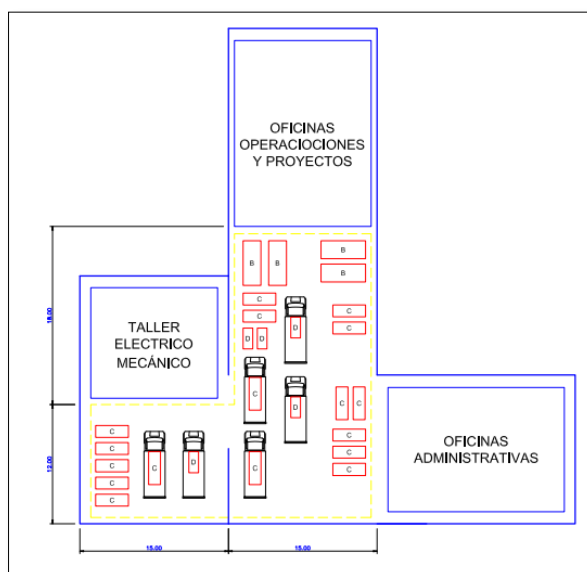 OFICINAS
OPERACIOCIONES
Y PROYECTOS
B
B
B
B
C
C
D
D
D
C
C
18.00
TALLER
ELECTRICO
MECÁNICO
C
D
C
C
C
C
C
C
C
C
C
C
C
D
C
OFICINAS
ADMINISTRATIVAS
12.00
15.00
15.00